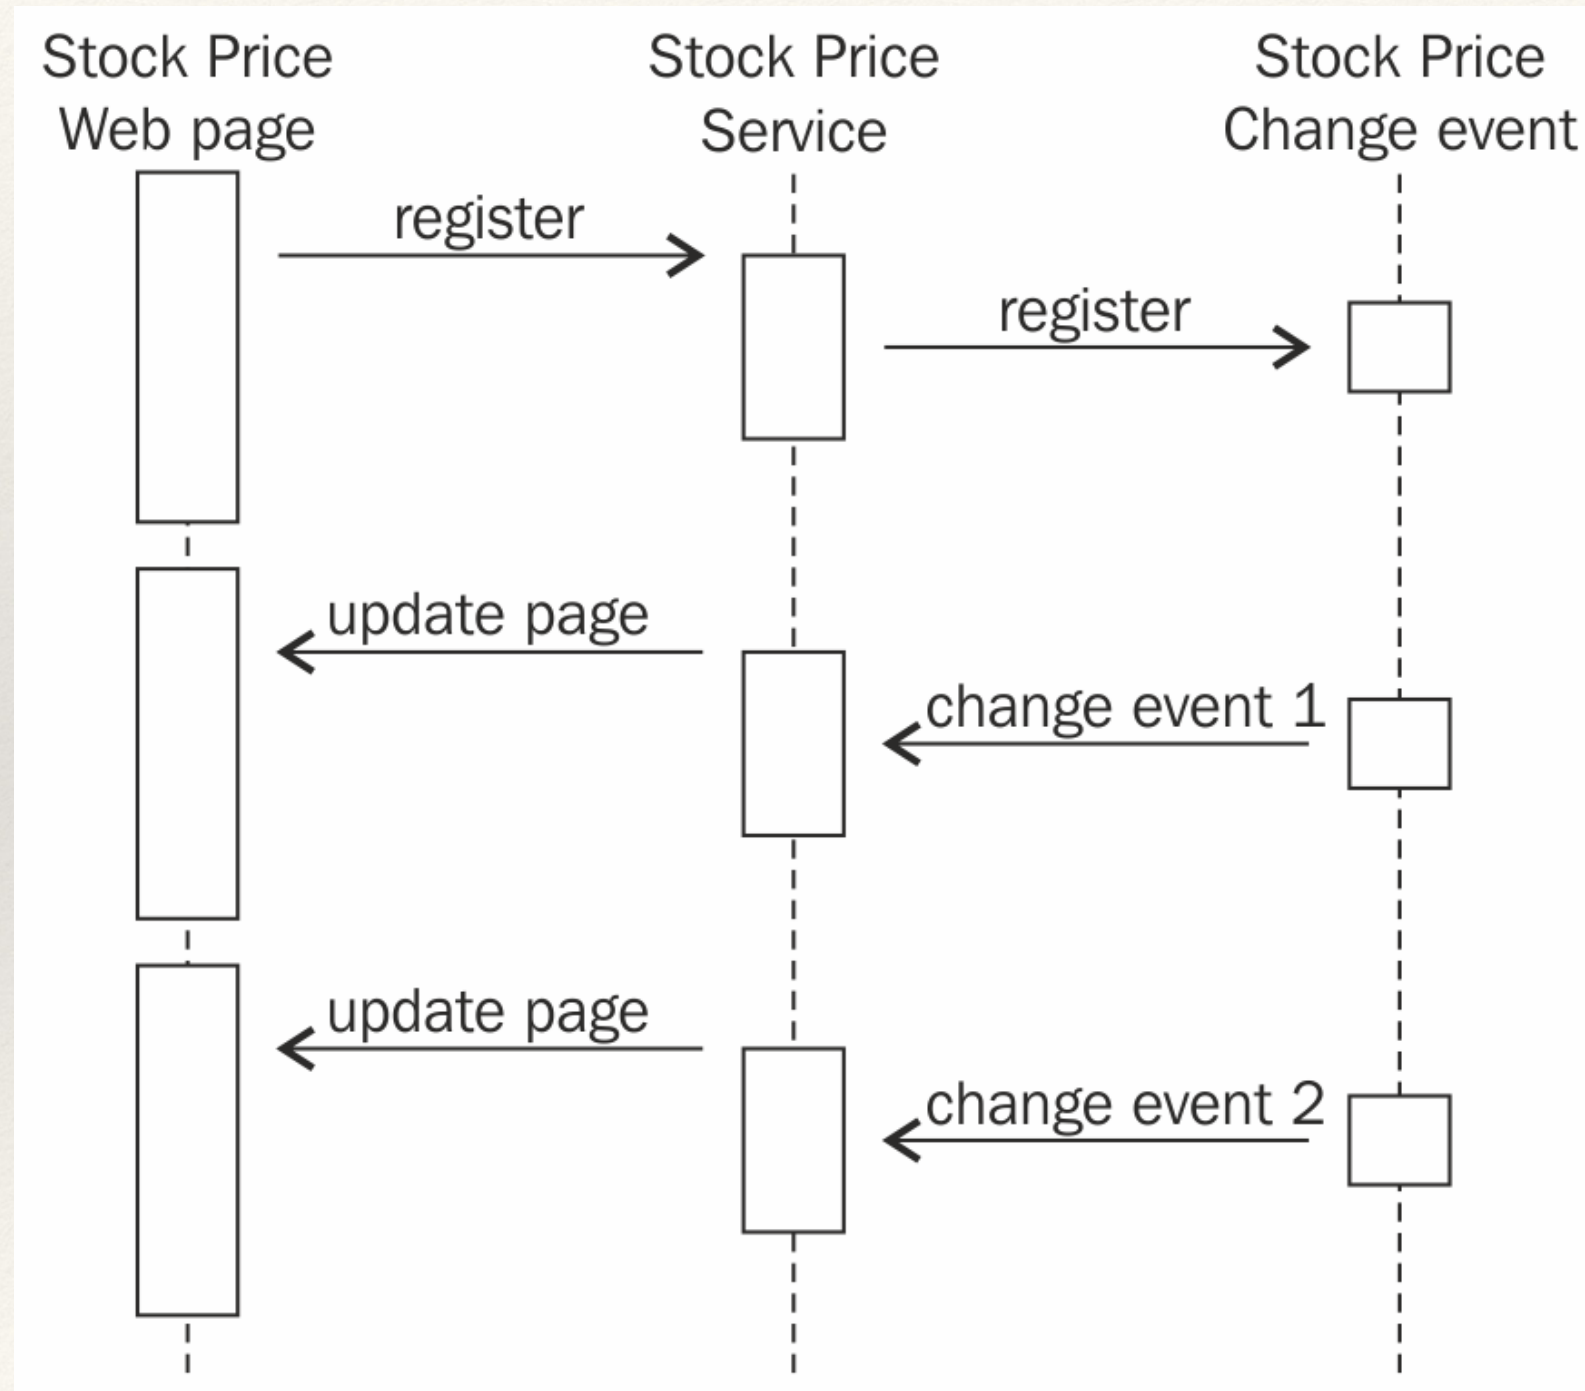 Stock Price
Web page
Stock Price
Service
Stock Price
Change event
register
register
update page
change event 1
update page
change event 2